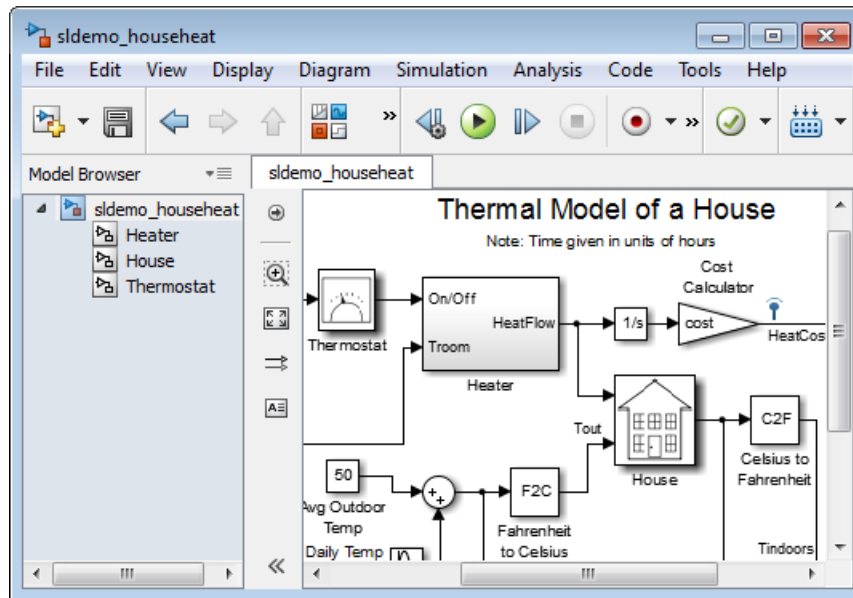 sldemo_househeat
File Edit View Display Diagram Simulation Analysis Code Tools Help
Model Browser
sldemo_househeat
sldemo_househeat
Heater
House
Thermostat
Thermal Model of a House
Note: Time given in units of hours
Cost
Calculator
On/Off
HeatFlow
Troom
1/s
cost
HeatCos
Thermostat
Heater
Tout
C2F
House
Celsius to
Fahrenheit
50
F2C
Avg Outdoor
Temp
Fahrenheit
to Celsius
Daily Temp
Tindoors